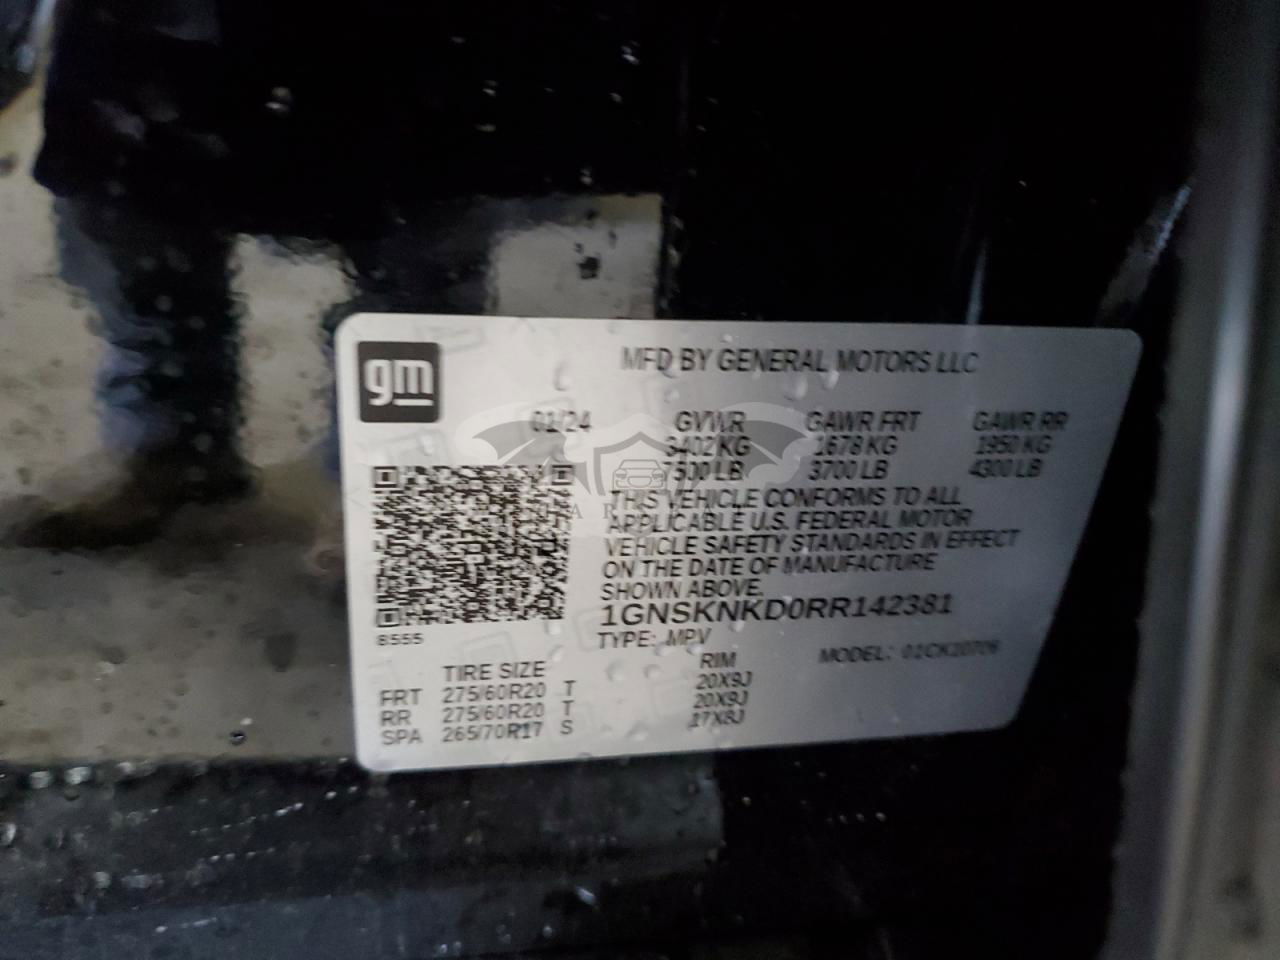 gm
MFD BY GENERAL MOTORS LLC
01/24 GVWR GAWR FRT GAWR RR
3402 KG 1678 KG 1950 KG
7500 LB 3700 LB 4300 LB
THIS VEHICLE CONFORMS TO ALL
APPLICABLE U.S. FEDERAL MOTOR
VEHICLE SAFETY STANDARDS IN EFFECT
ON THE DATE OF MANUFACTURE
SHOWN ABOVE.
1GNSKNKD0RR142381
8555
TYPE: MPV
MODEL: 01CK10706
TIRE SIZE RIM
FRT 275/60R20 T 20X9J
RR 275/60R20 T 20X9J
SPA 265/70R17 S 17X8J